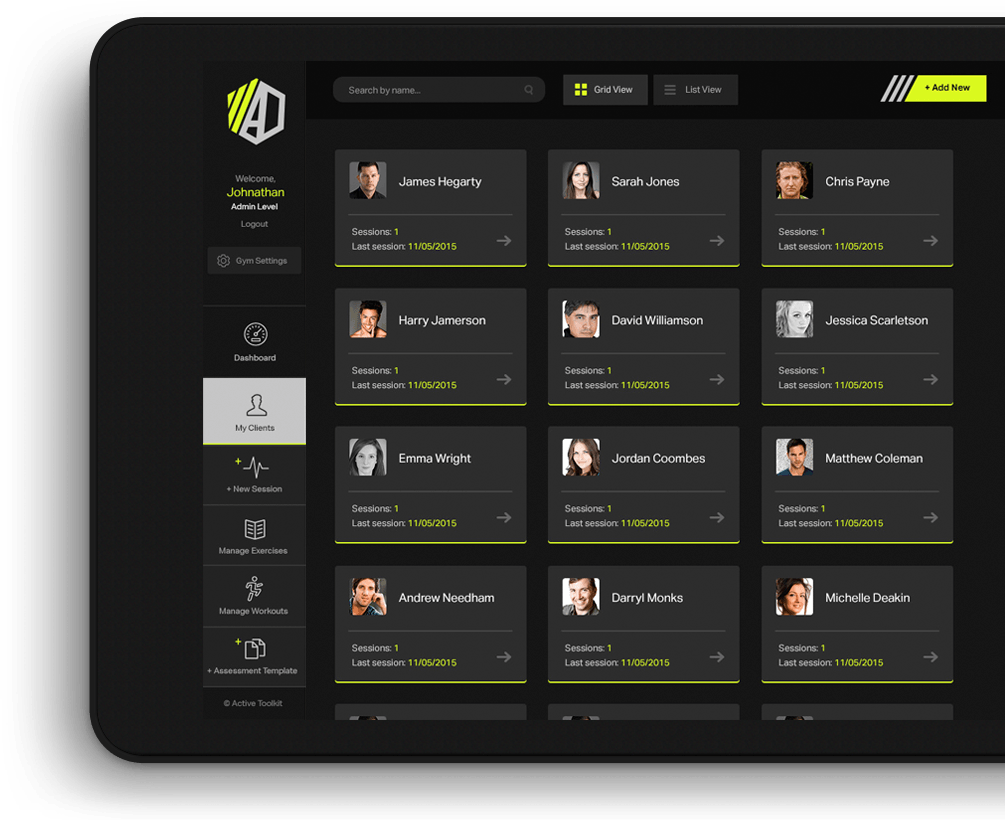 Search by name...
Grid View
List View
+ Add New
Welcome,
Johnathan
Admin Level
Logout
Gym Settings
Dashboard
My Clients
+ New Session
Manage Exercises
Manage Workouts
+ Assessment Template
© Active Toolkit
James Hegarty
Sessions: 1
Last session: 11/05/2015
Sarah Jones
Sessions: 1
Last session: 11/05/2015
Chris Payne
Sessions: 1
Last session: 11/05/2015
Harry Jamerson
Sessions: 1
Last session: 11/05/2015
David Williamson
Sessions: 1
Last session: 11/05/2015
Jessica Scarletson
Sessions: 1
Last session: 11/05/2015
Emma Wright
Sessions: 1
Last session: 11/05/2015
Jordan Coombes
Sessions: 1
Last session: 11/05/2015
Matthew Coleman
Sessions: 1
Last session: 11/05/2015
Andrew Needham
Sessions: 1
Last session: 11/05/2015
Darryl Monks
Sessions: 1
Last session: 11/05/2015
Michelle Deakin
Sessions: 1
Last session: 11/05/2015